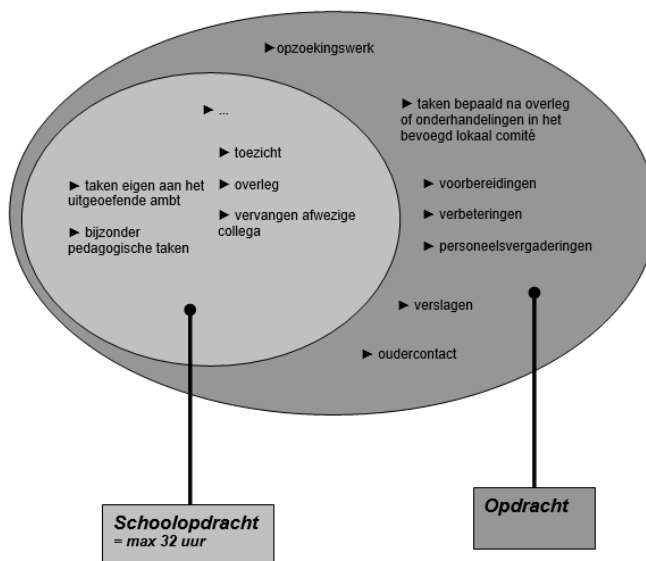 ►opzoekingswerk
► ...
► taken bepaald na overleg
of onderhandelingen in het
bevoegd lokaal comité
► toezicht
► taken eigen aan het
uitgeoefende ambt
► overleg
► voorbereidingen
► vervangen afwezige
collega
► verbeteringen
► bijzonder
pedagogische taken
► personeelsvergaderingen
► verslagen
► oudercontact
Schoolopdracht
= max 32 uur
Opdracht